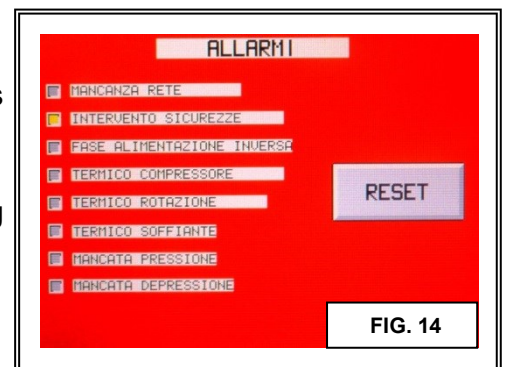 ALLARMI
MANCANZA RETE
INTERVENTO SICUREZZE
FASE ALIMENTAZIONE INVERSA
TERMICO COMPRESSORE
TERMICO ROTAZIONE
TERMICO SOFFIANTE
MANCATA PRESSIONE
MANCATA DEPRESSIONE
RESET
FIG. 14